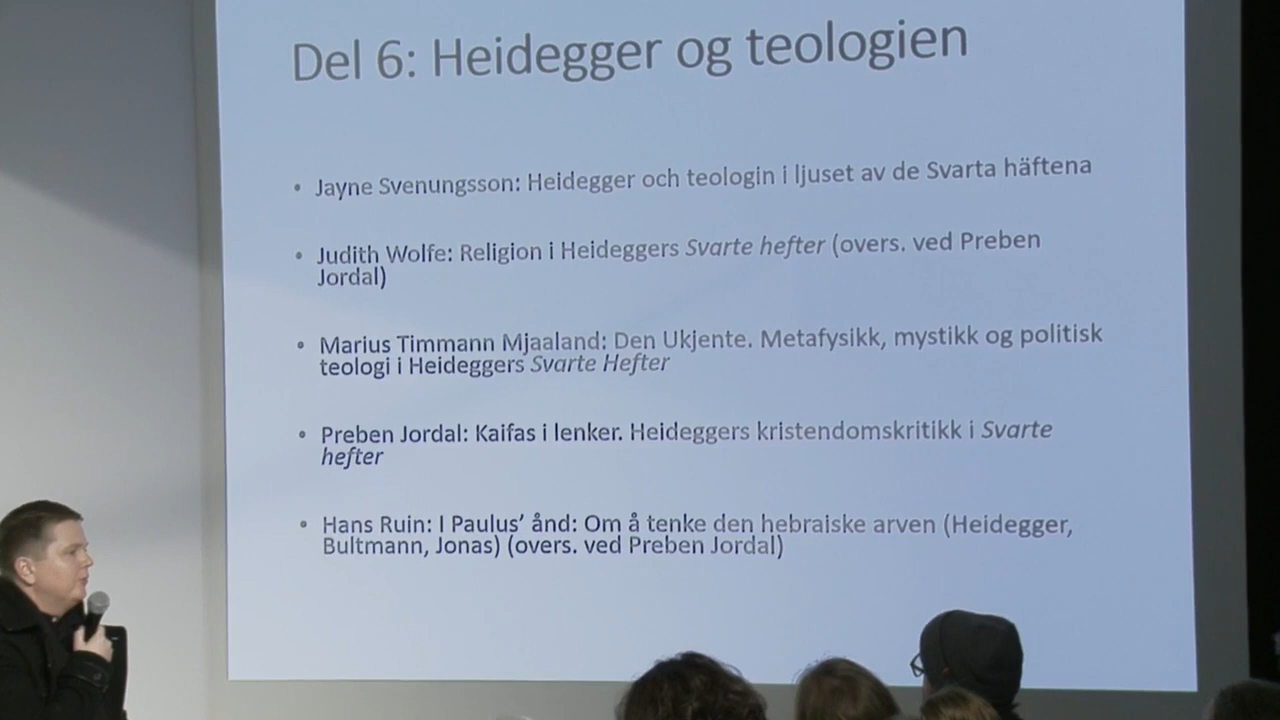 Del 6: Heidegger og teologien
• Jayne Svenungsson: Heidegger och teologin i ljuset av de Svarta häftena
• Judith Wolfe: Religion i Heideggers Svarte hefter (overs. ved Preben
Jordal)
• Marius Timmann Mjaaland: Den Ukjente. Metafysikk, mystikk og politisk
teologi i Heideggers Svarte Hefter
• Preben Jordal: Kaifas i lenker. Heideggers kristendomskritikk i Svarte
hefter
• Hans Ruin: I Paulus’ ånd: Om å tenke den hebraiske arven (Heidegger,
Bultmann, Jonas) (overs. ved Preben Jordal)